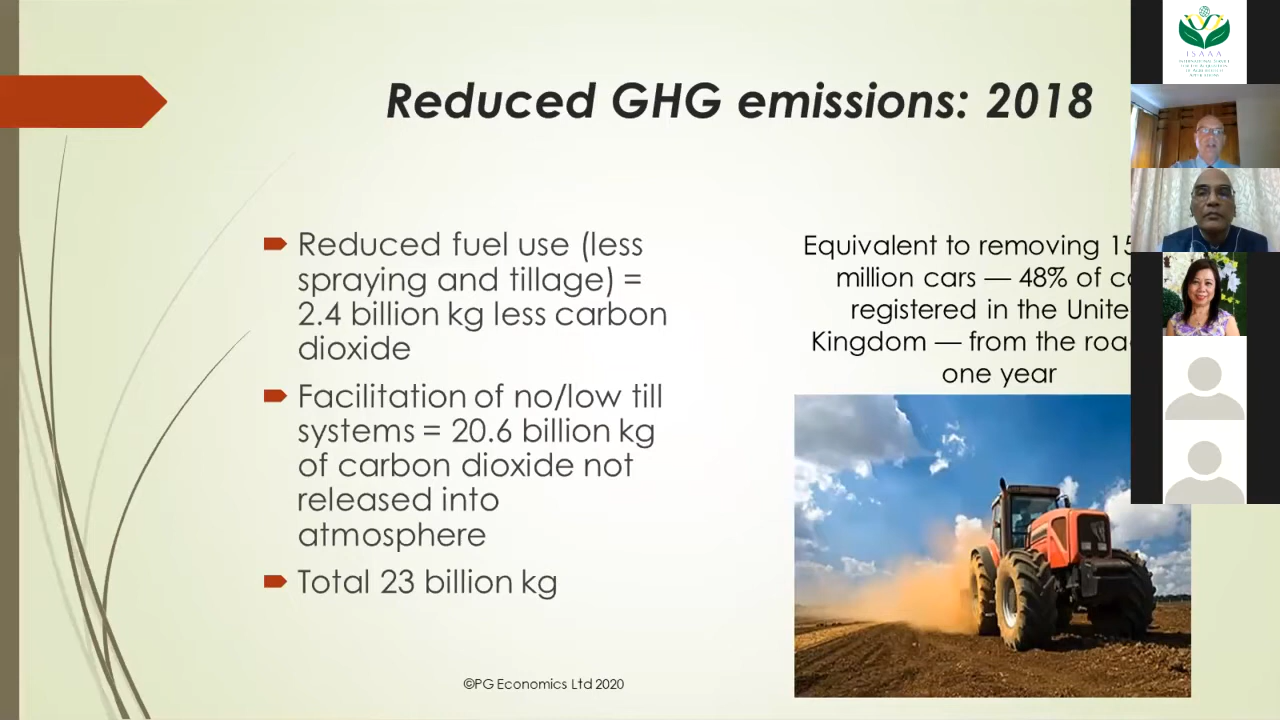 Reduced GHG emissions: 2018
Reduced fuel use (less
spraying and tillage) =
2.4 billion kg less carbon
dioxide
Facilitation of no/low till
systems = 20.6 billion kg
of carbon dioxide not
released into
atmosphere
Total 23 billion kg
Equivalent to removing 15
million cars — 48% of
registered in the
Kingdom — from the
one year
©PG Economics Ltd 2020
ISAAA